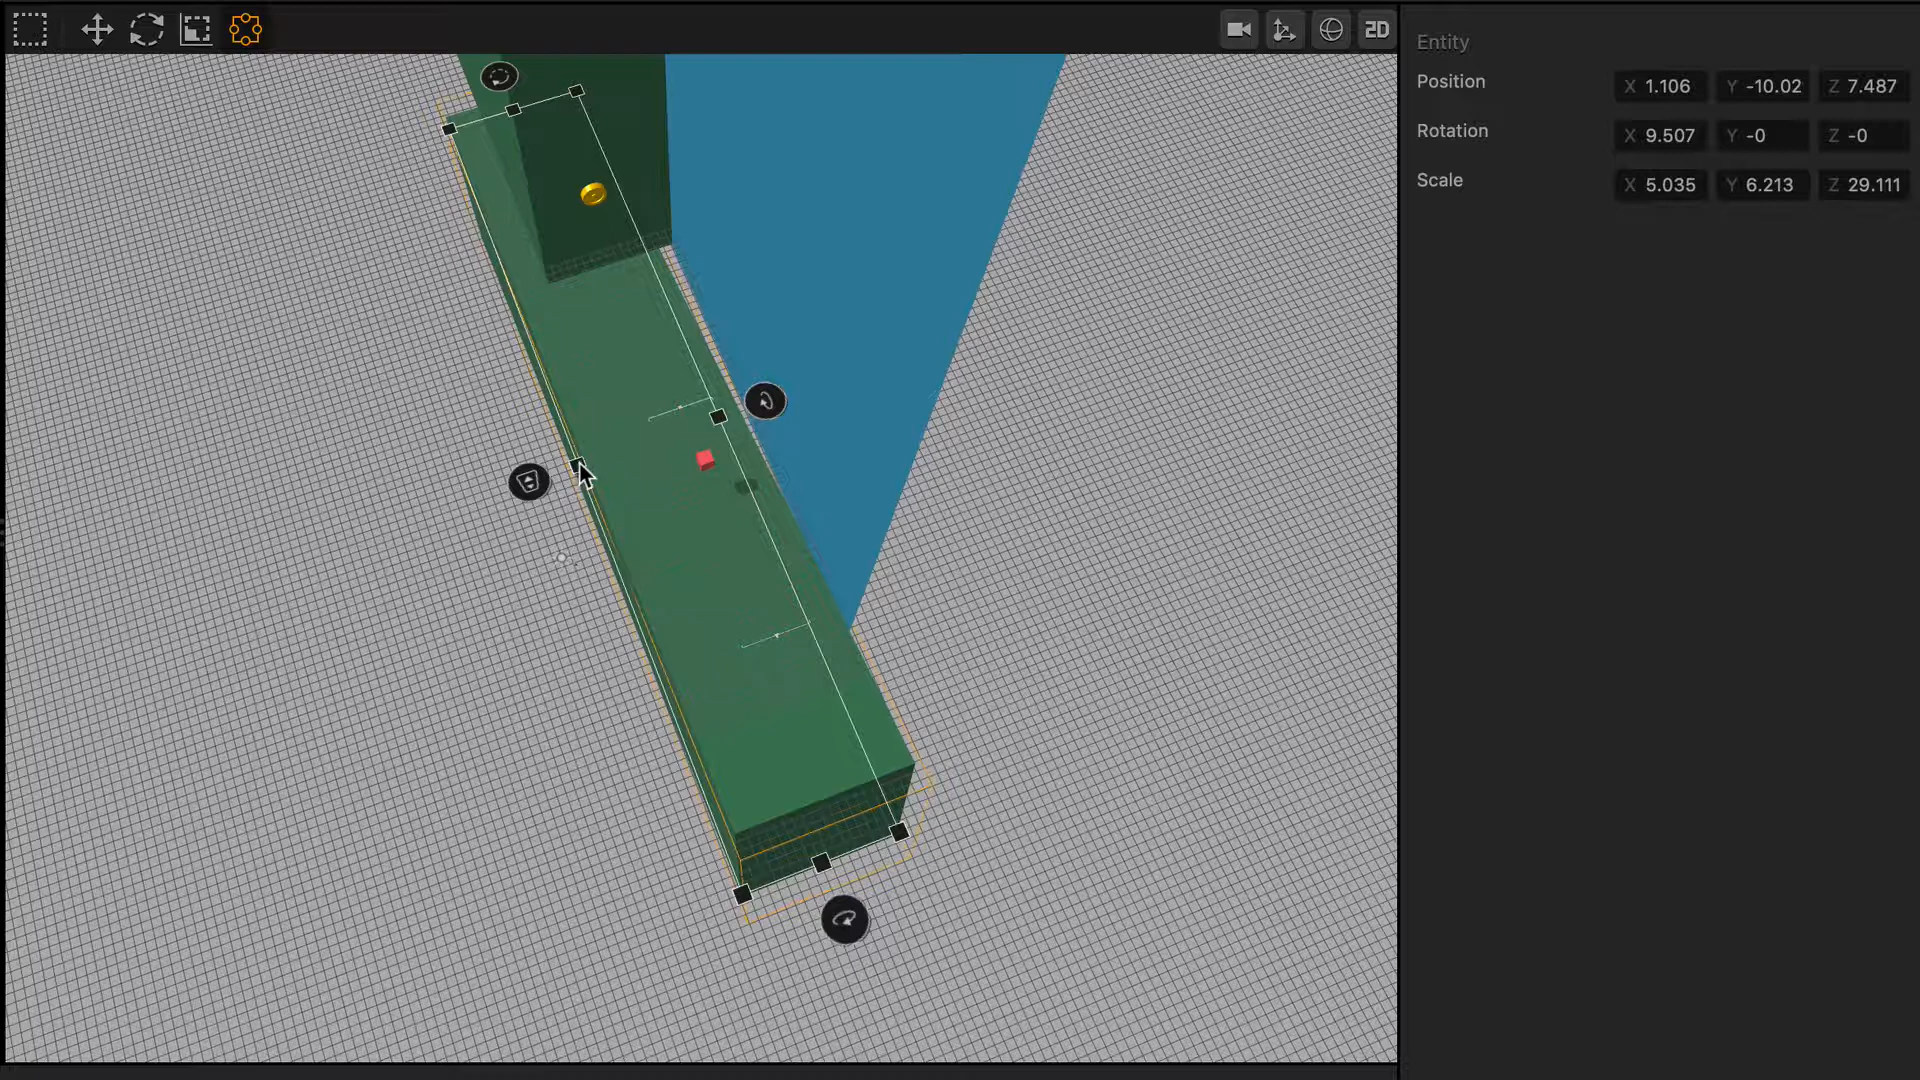 2D
Entity
Position X 1.106 Y -10.02 Z 7.487
Rotation X 9.507 Y -0 Z -0
Scale X 5.035 Y 6.213 Z 29.111